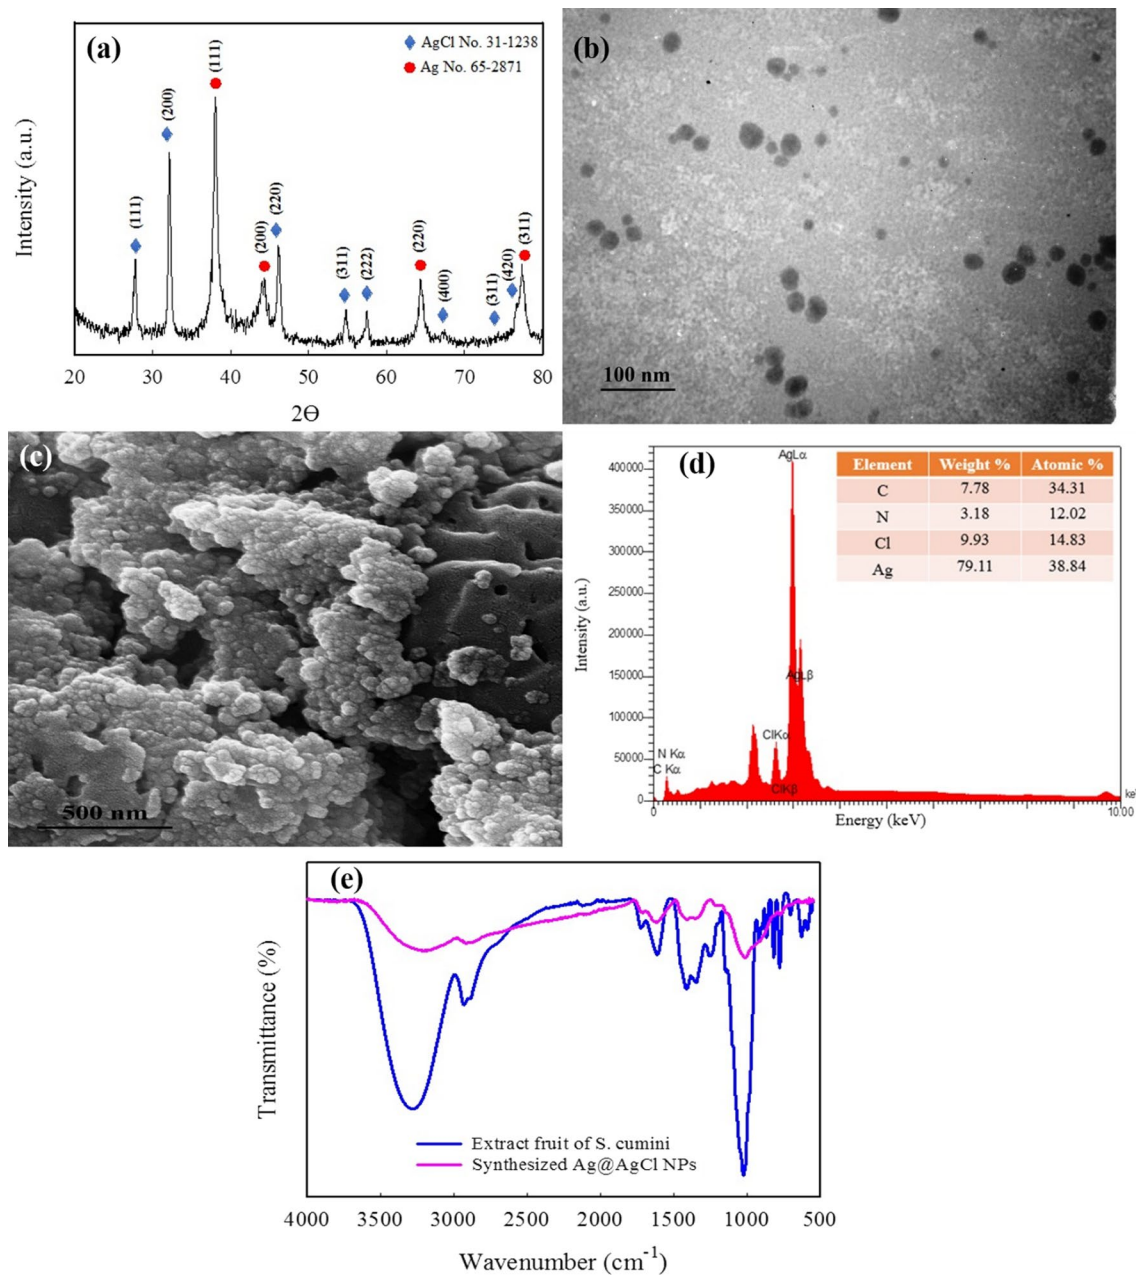 (a)
AgCl No. 31-1238
Ag No. 65-2871
(111)
(200)
(111)
(200)
(220)
(311)
(222)
(220)
(400)
(311)
(420)
(311)
Intensity (a.u.)
20 30 40 50 60 70 80
2Θ
(b)
100 nm
(c)
500 nm
(d)
AgLα
Element Weight % Atomic %
C 7.78 34.31
N 3.18 12.02
Cl 9.93 14.83
Ag 79.11 38.84
400000
350000
300000
250000
200000
150000
100000
50000
0
Intensity (a.u.)
AgLβ
ClKα
N Kα
C Kα
ClKβ
0 10.00
Energy (keV)
(e)
Transmittance (%)
Extract fruit of S. cumini
Synthesized Ag@AgCl NPs
4000 3500 3000 2500 2000 1500 1000 500
Wavenumber (cm⁻¹)